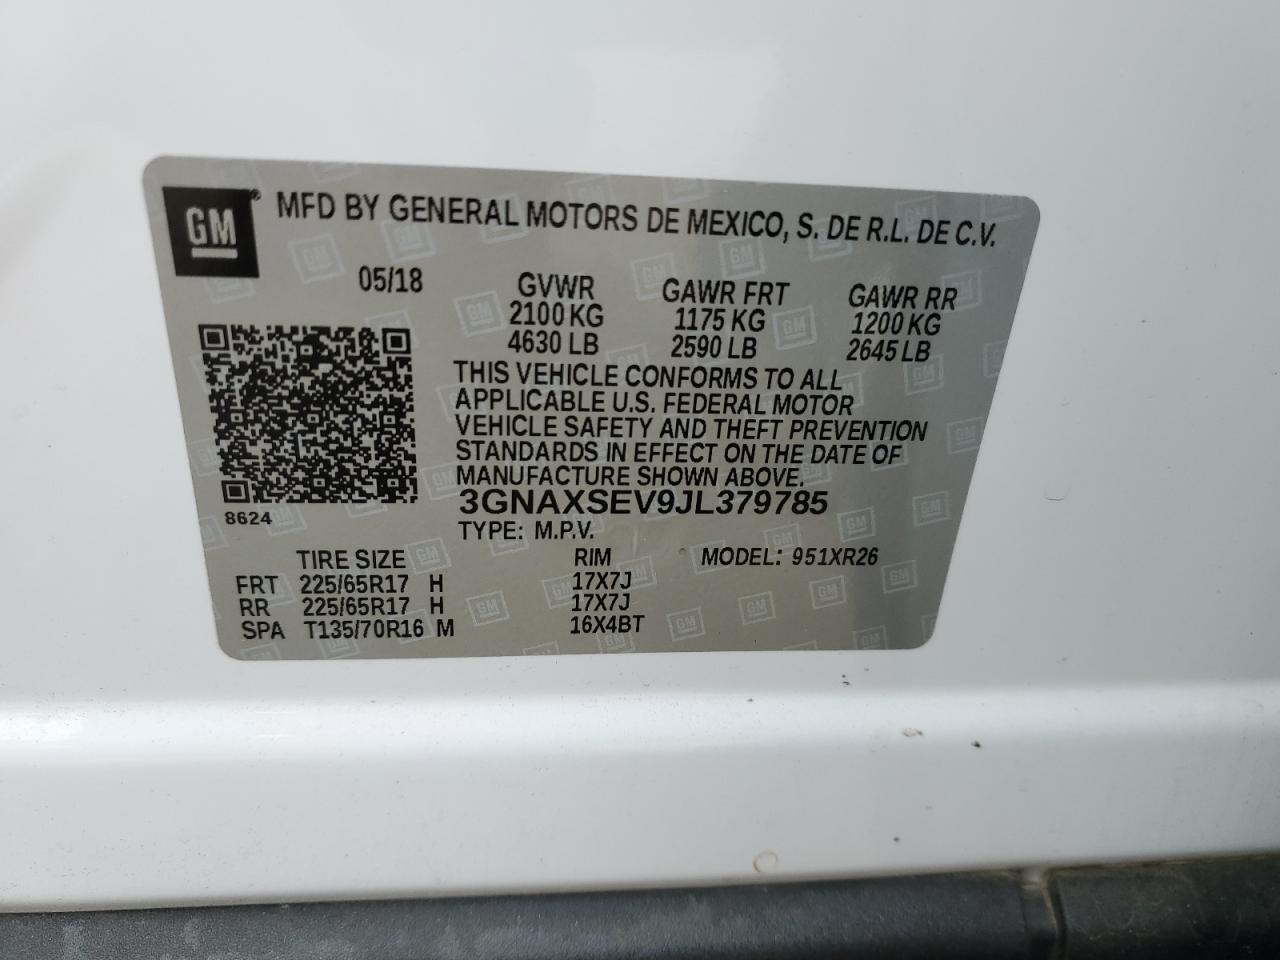 GM® MFD BY GENERAL MOTORS DE MEXICO, S. DE R.L. DE C.V.
05/18 GVWR GAWR FRT GAWR RR
2100 KG 1175 KG 1200 KG
4630 LB 2590 LB 2645 LB
THIS VEHICLE CONFORMS TO ALL
APPLICABLE U.S. FEDERAL MOTOR
VEHICLE SAFETY AND THEFT PREVENTION
STANDARDS IN EFFECT ON THE DATE OF
MANUFACTURE SHOWN ABOVE.
3GNAXSEV9JL379785
8624 TYPE: M.P.V.
TIRE SIZE RIM MODEL: 951XR26
FRT 225/65R17 H 17X7J
RR 225/65R17 H 17X7J
SPA T135/70R16 M 16X4BT